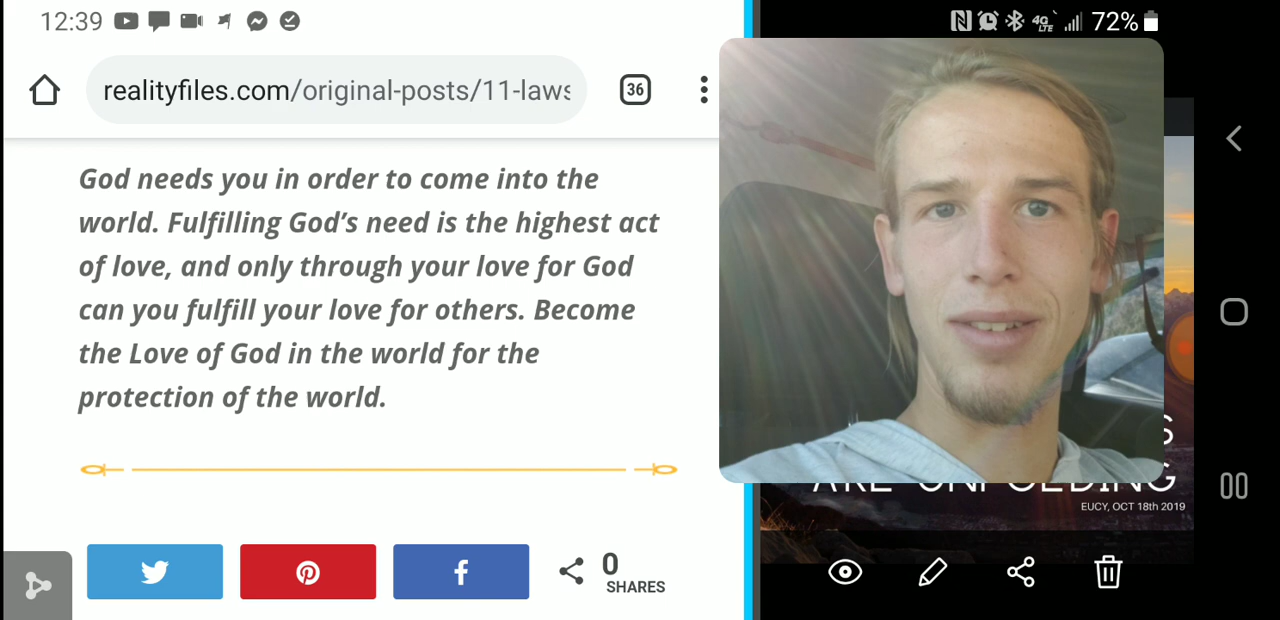 12:39
4G LTE 72%
realityfiles.com/original-posts/11-laws
36
God needs you in order to come into the
world. Fulfilling God’s need is the highest act
of love, and only through your love for God
can you fulfill your love for others. Become
the Love of God in the world for the
protection of the world.
S
ARE UNFOLDING
EUCY, OCT 18th 2019
0
SHARES